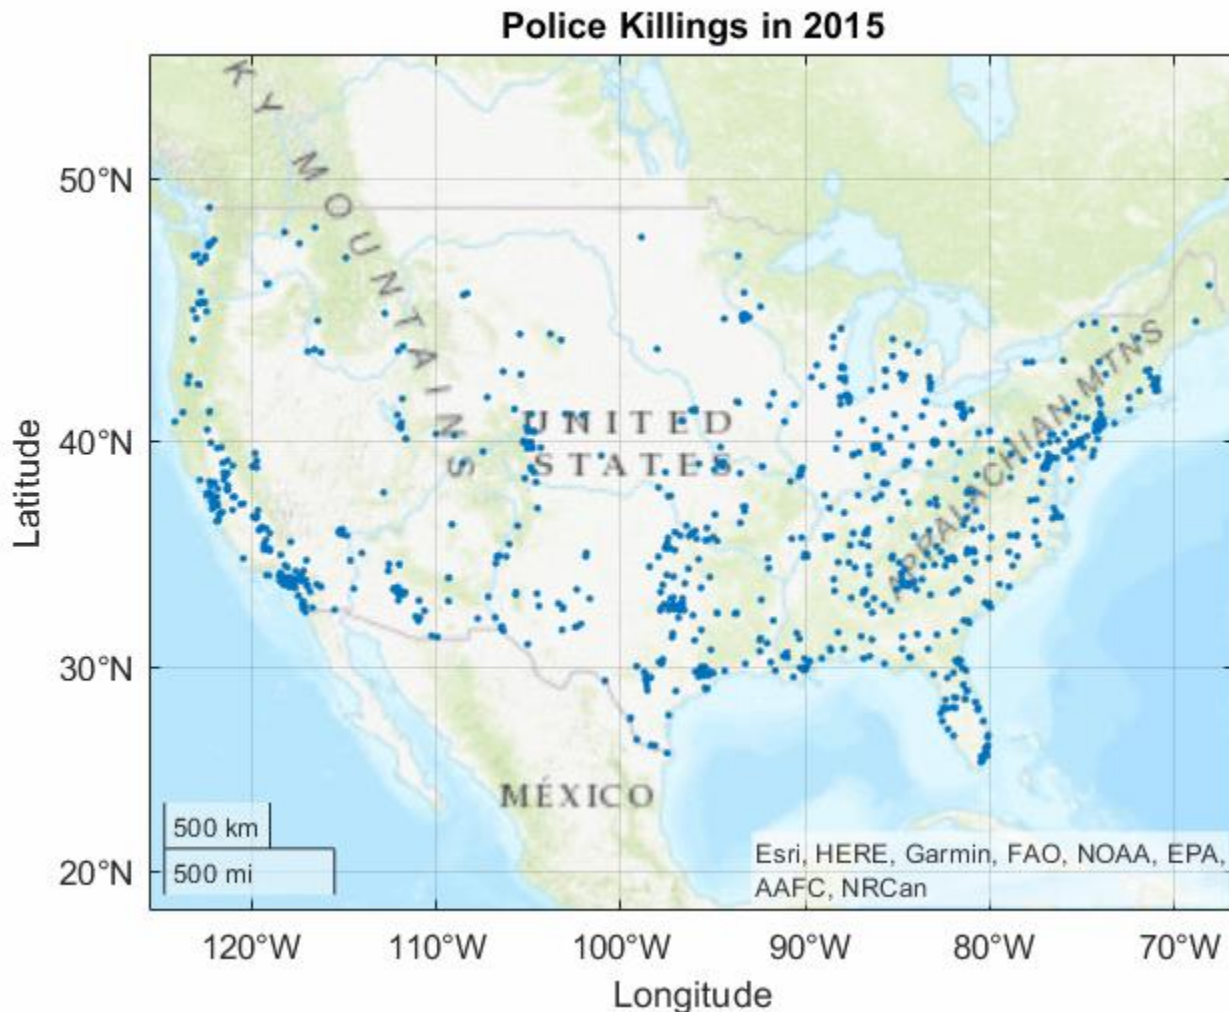 Police Killings in 2015
KY MOUNTAINS
50°N
40°N
30°N
20°N
Latitude
UNITED
STATES
APPALACHIAN MTNS
MÉXICO
500 km
500 mi
Esri, HERE, Garmin, FAO, NOAA, EPA,
AAFC, NRCan
120°W 110°W 100°W 90°W 80°W 70°W
Longitude